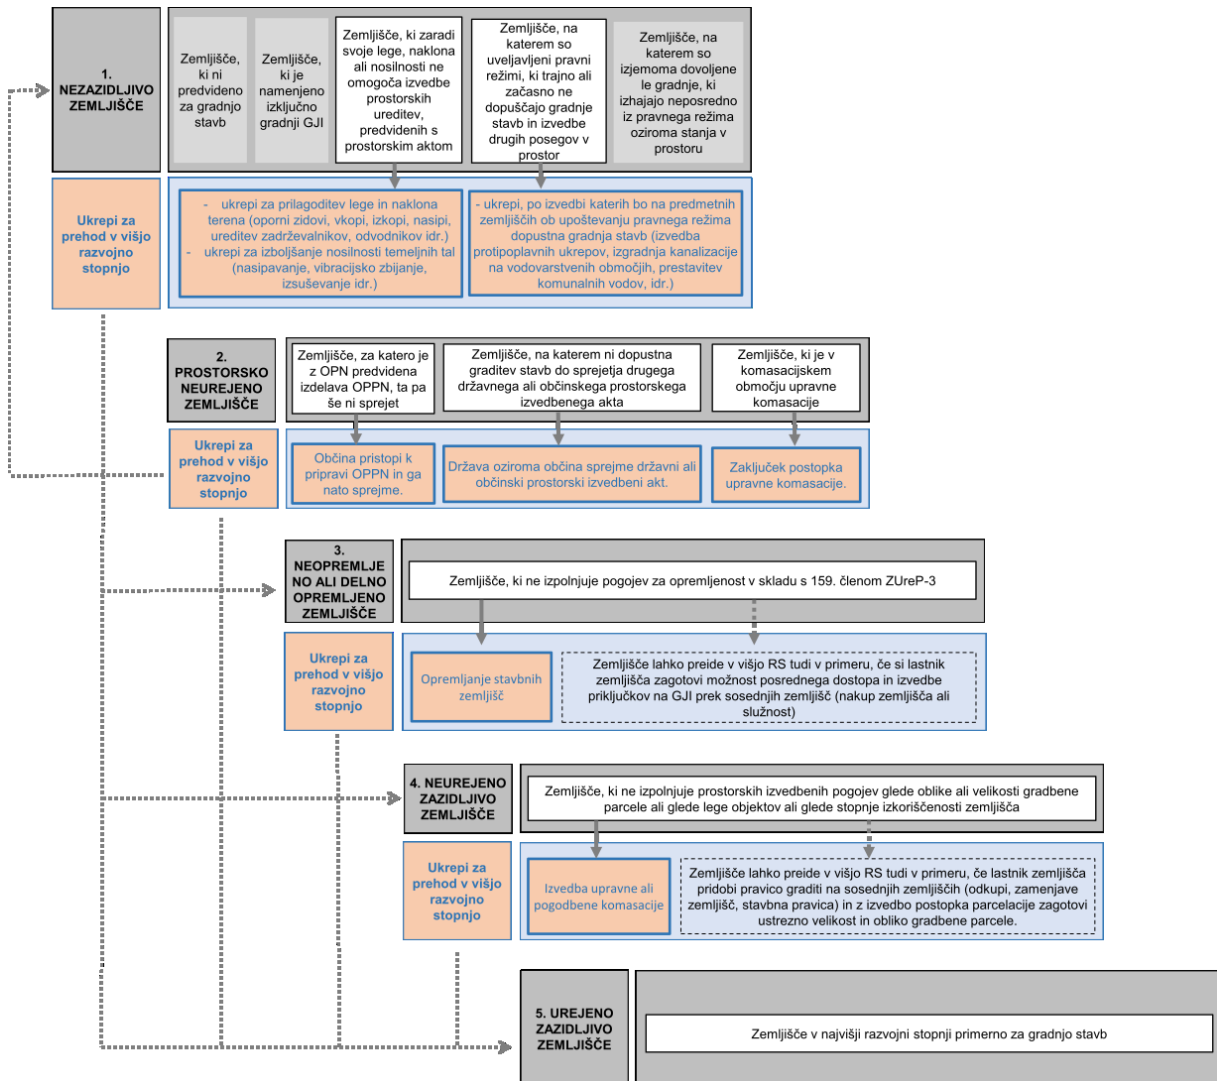 1.
NEZAZIDLJIVO
ZEMLJIŠČE
Zemljišče,
ki ni
predvideno
za gradnjo
stavb
Zemljišče,
ki je
namenjeno
izključno
gradnji GJI
Zemljišče, ki zaradi
svoje lege, naklona
ali nosilnosti ne
omogoča izvedbe
prostorskih
ureditev,
predvidenih s
prostorskim aktom
Zemljišče, na
katerem so
uveljavljeni pravni
režimi, ki trajno ali
začasno ne
dopuščajo gradnje
stavb in izvedbe
drugih posegov v
prostor
Zemljišče, na
katerem so
izjemoma dovoljene
le gradnje, ki
izhajajo neposredno
iz pravnega režima
oziroma stanja v
prostoru
Ukrepi za
prehod v višjo
razvojno
stopnjo
- ukrepi za prilagoditev lege in naklona
terena (oporni zidovi, vkopi, izkopi, nasipi,
ureditev zadrževalnikov, odvodnikov idr.)
- ukrepi za izboljšanje nosilnosti temeljnih tal
(nasipavanje, vibracijsko zbijanje,
izsuševanje idr.)
- ukrepi, po izvedbi katerih bo na predmetnih
zemljiščih ob upoštevanju pravnega režima
dopustna gradnja stavb (izvedba
protipoplavnih ukrepov, izgradnja kanalizacije
na vodovarstvenih območjih, prestavitev
komunalnih vodov, idr.)
2.
PROSTORSKO
NEUREJENO
ZEMLJIŠČE
Zemljišče, za katero je
z OPN predvidena
izdelava OPPN, ta pa
še ni sprejet
Zemljišče, na katerem ni dopustna
graditev stavb do sprejetja drugega
državnega ali občinskega prostorskega
izvedbenega akta
Zemljišče, ki je v
komasacijskem
območju upravne
komasacije
Ukrepi za
prehod v višjo
razvojno
stopnjo
Občina pristopi k
pripravi OPPN in ga
nato sprejme.
Država oziroma občina sprejme državni ali
občinski prostorski izvedbeni akt.
Zaključek postopka
upravne komasacije.
3.
NEOPREMLJE
NO ALI DELNO
OPREMLJENO
ZEMLJIŠČE
Zemljišče, ki ne izpolnjuje pogojev za opremljenost v skladu s 159. členom ZUreP-3
Ukrepi za
prehod v višjo
razvojno
stopnjo
Opremljanje stavbnih
zemljišč
Zemljišče lahko preide v višjo RS tudi v primeru, če si lastnik
zemljišča zagotovi možnost posrednega dostopa in izvedbe
priključkov na GJI prek sosednjih zemljišč (nakup zemljišča ali
služnost)
4. NEUREJENO
ZAZIDLJIVO
ZEMLJIŠČE
Zemljišče, ki ne izpolnjuje prostorskih izvedbenih pogojev glede oblike ali velikosti gradbene
parcele ali glede lege objektov ali glede stopnje izkoriščenosti zemljišča
Ukrepi za
prehod v višjo
razvojno
stopnjo
Izvedba upravne ali
pogodbene komasacije
Zemljišče lahko preide v višjo RS tudi v primeru, če lastnik zemljišča
pridobi pravico graditi na sosednjih zemljiščih (odkupi, zamenjave
zemljišč, stavbna pravica) in z izvedbo postopka parcelacije zagotovi
ustrezno velikost in obliko gradbene parcele.
5. UREJENO
ZAZIDLJIVO
ZEMLJIŠČE
Zemljišče v najvišji razvojni stopnji primerno za gradnjo stavb